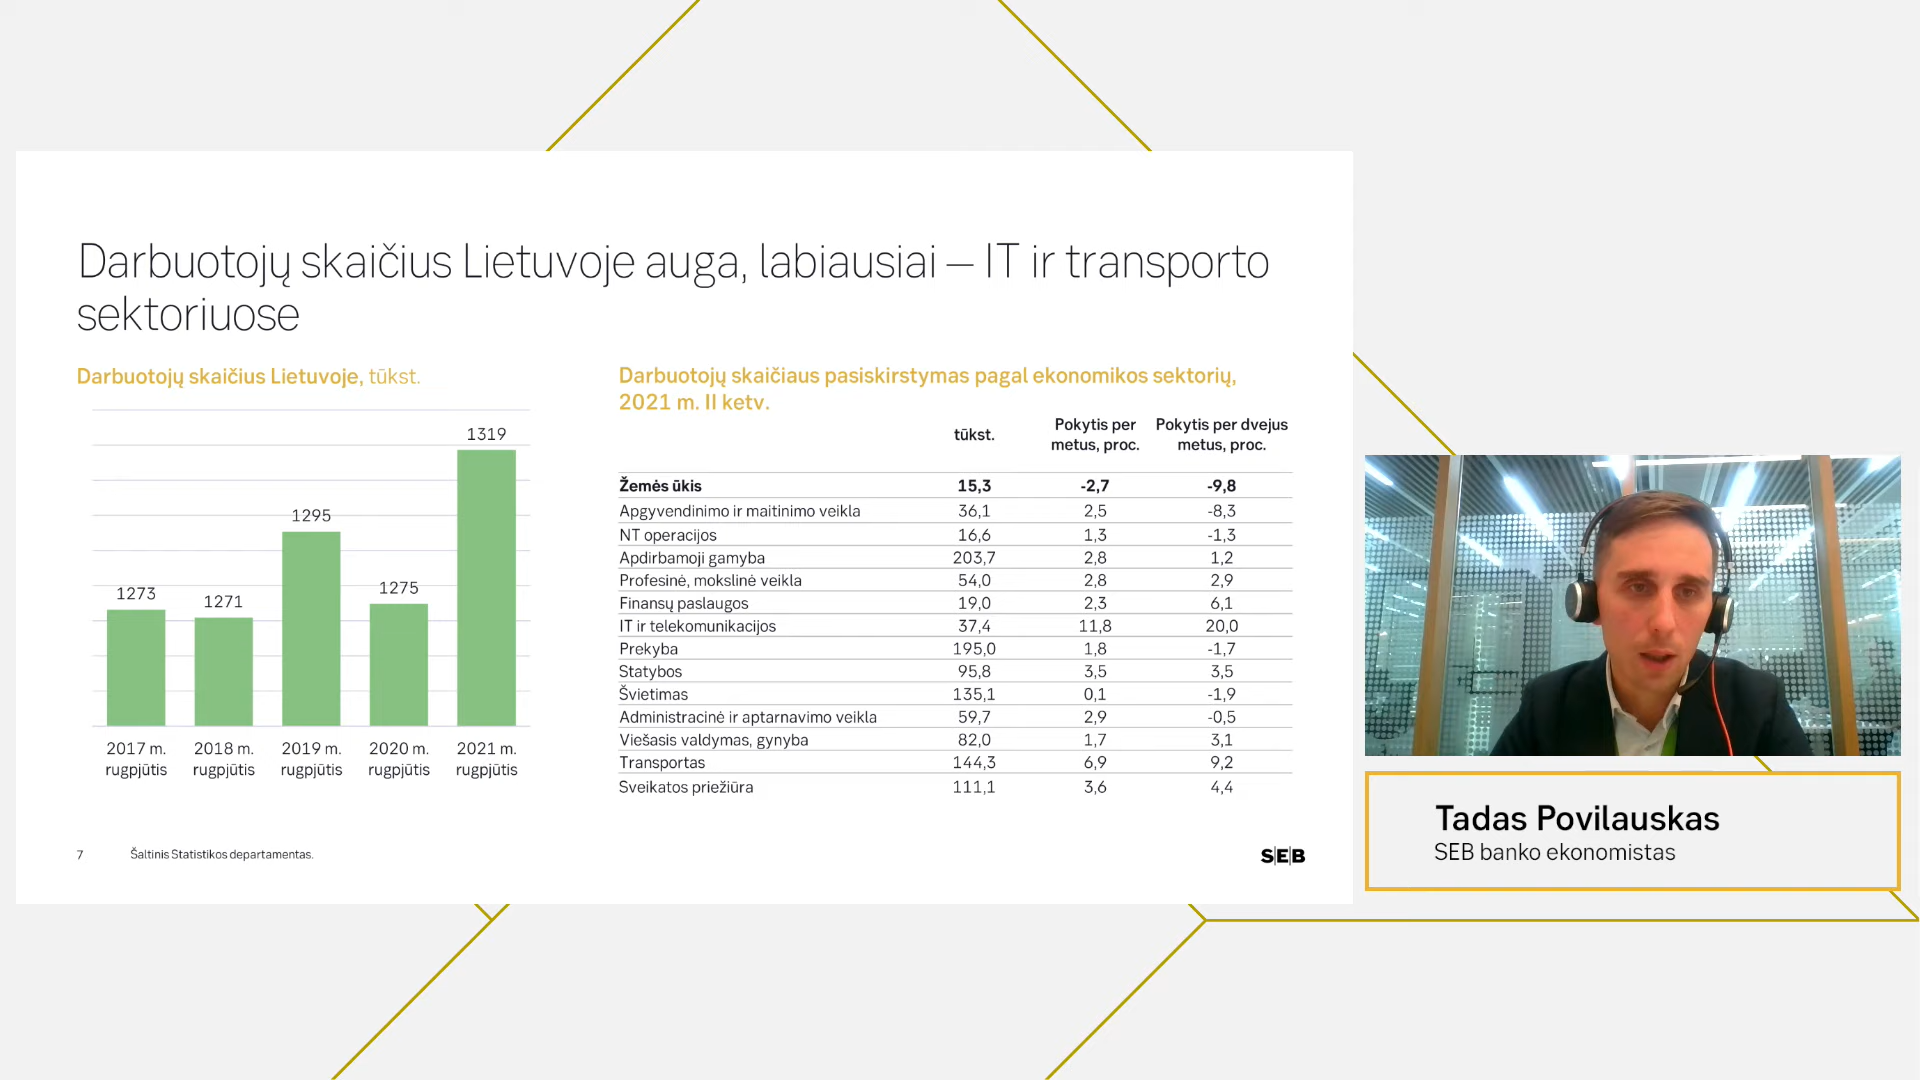 Darbuotojų skaičius Lietuvoje auga, labiausiai — IT ir transporto
sektoriuose
Darbuotojų skaičius Lietuvoje, tūkst.
1319
1295
1275
1273
1271
2017 m. rugpjūtis
2018 m. rugpjūtis
2019 m. rugpjūtis
2020 m. rugpjūtis
2021 m. rugpjūtis
Darbuotojų skaičiaus pasiskirstymas pagal ekonomikos sektorių,
2021 m. II ketv.
tūkst. Pokytis per metus, proc. Pokytis per dvejus metus, proc.
Žemės ūkis 15,3 -2,7 -9,8
Apgyvendinimo ir maitinimo veikla 36,1 2,5 -8,3
NT operacijos 16,6 1,3 -1,3
Apdirbamoji gamyba 203,7 2,8 1,2
Profesinė, mokslinė veikla 54,0 2,8 2,9
Finansų paslaugos 19,0 2,3 6,1
IT ir telekomunikacijos 37,4 11,8 20,0
Prekyba 195,0 1,8 -1,7
Statybos 95,8 3,5 3,5
Švietimas 135,1 0,1 -1,9
Administracinė ir aptarnavimo veikla 59,7 2,9 -0,5
Viešasis valdymas, gynyba 82,0 1,7 3,1
Transportas 144,3 6,9 9,2
Sveikatos priežiūra 111,1 3,6 4,4
7 Šaltinis Statistikos departamentas.
SEB
Tadas Povilauskas
SEB banko ekonomistas